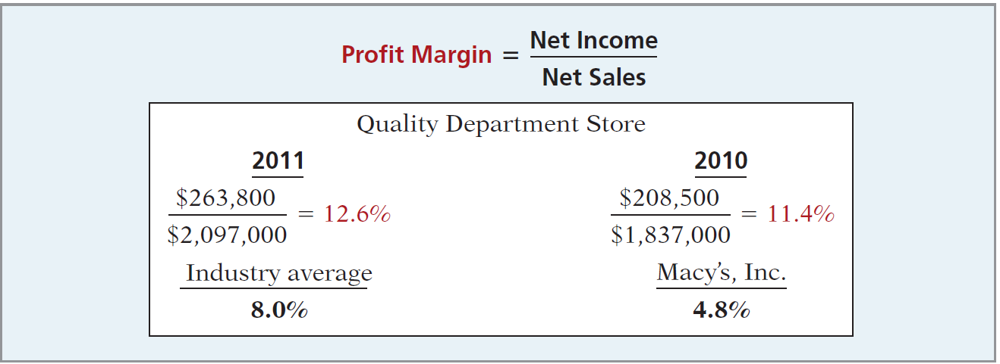 Profit Margin = Net Income
Net Sales
Quality Department Store
2011 2010
$263,800 = 12.6% $208,500 = 11.4%
$2,097,000 $1,837,000
Industry average Macy's, Inc.
8.0% 4.8%